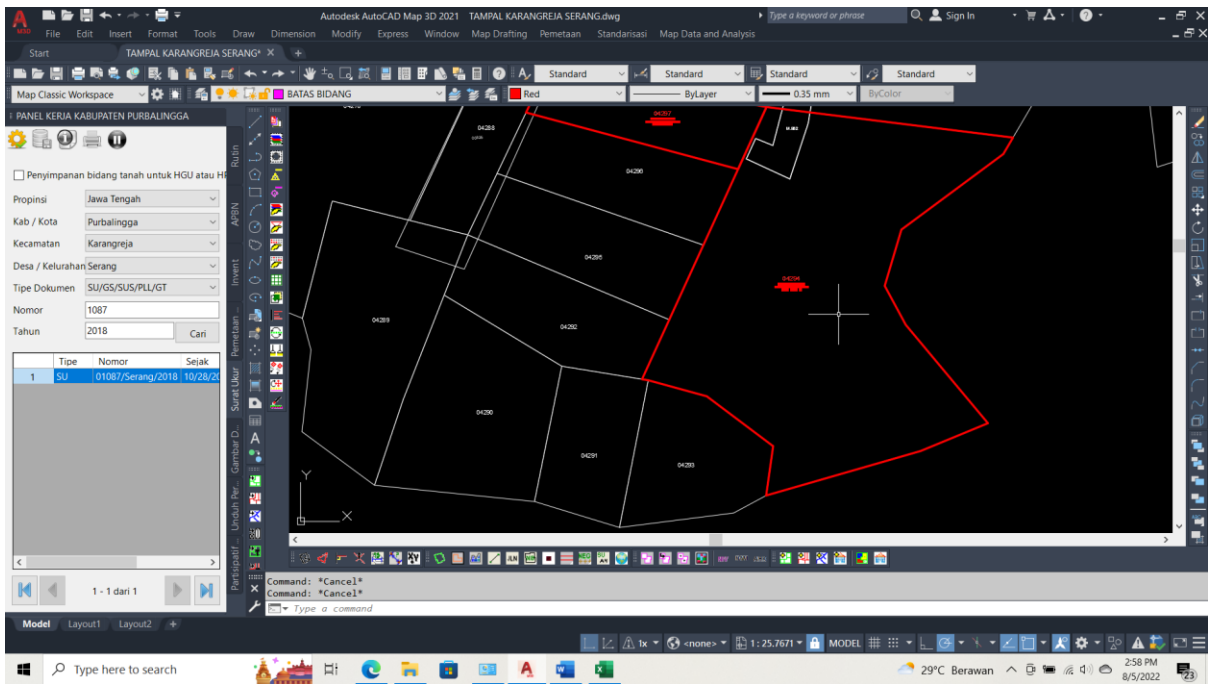 Autodesk AutoCAD Map 3D 2021 TAMPAL KARANGREJA SERANG.dwg
Type a keyword or phrase
Sign In
M3D File Edit Insert Format Tools Draw Dimension Modify Express Window Map Drafting Pemetaan Standarisasi Map Data and Analysis
Start TAMPAL KARANGREJA SERANG*
Standard Standard Standard Standard
Map Classic Workspace BATAS BIDANG Red ByLayer 0.35 mm ByColor
PANEL KERJA KABUPATEN PURBALINGGA
Penyimpanan bidang tanah untuk HGU atau
Propinsi Jawa Tengah
Kab / Kota Purbalingga
Kecamatan Karangreja
Desa / Kelurahan Serang
Tipe Dokumen SU/GS/SUS/PLL/GT
Nomor 1087
Tahun 2018 Cari
Tipe Nomor Sejak
1 SU 01087/Serang/2018 10/28/20
1 - 1 dari 1
Rutin
APBN
Invent
Pemetaan ...
Surat Ukur
Gambar D...
Unduh Per...
Partisipatif ...
04288
04296
04295
04294
04289
04292
04290
04291
04293
Y
X
Command: *Cancel*
Command: *Cancel*
Type a command
Model Layout1 Layout2 +
1x <none> 1:25.7671 MODEL
Type here to search
29°C Berawan
2:58 PM
8/5/2022
23